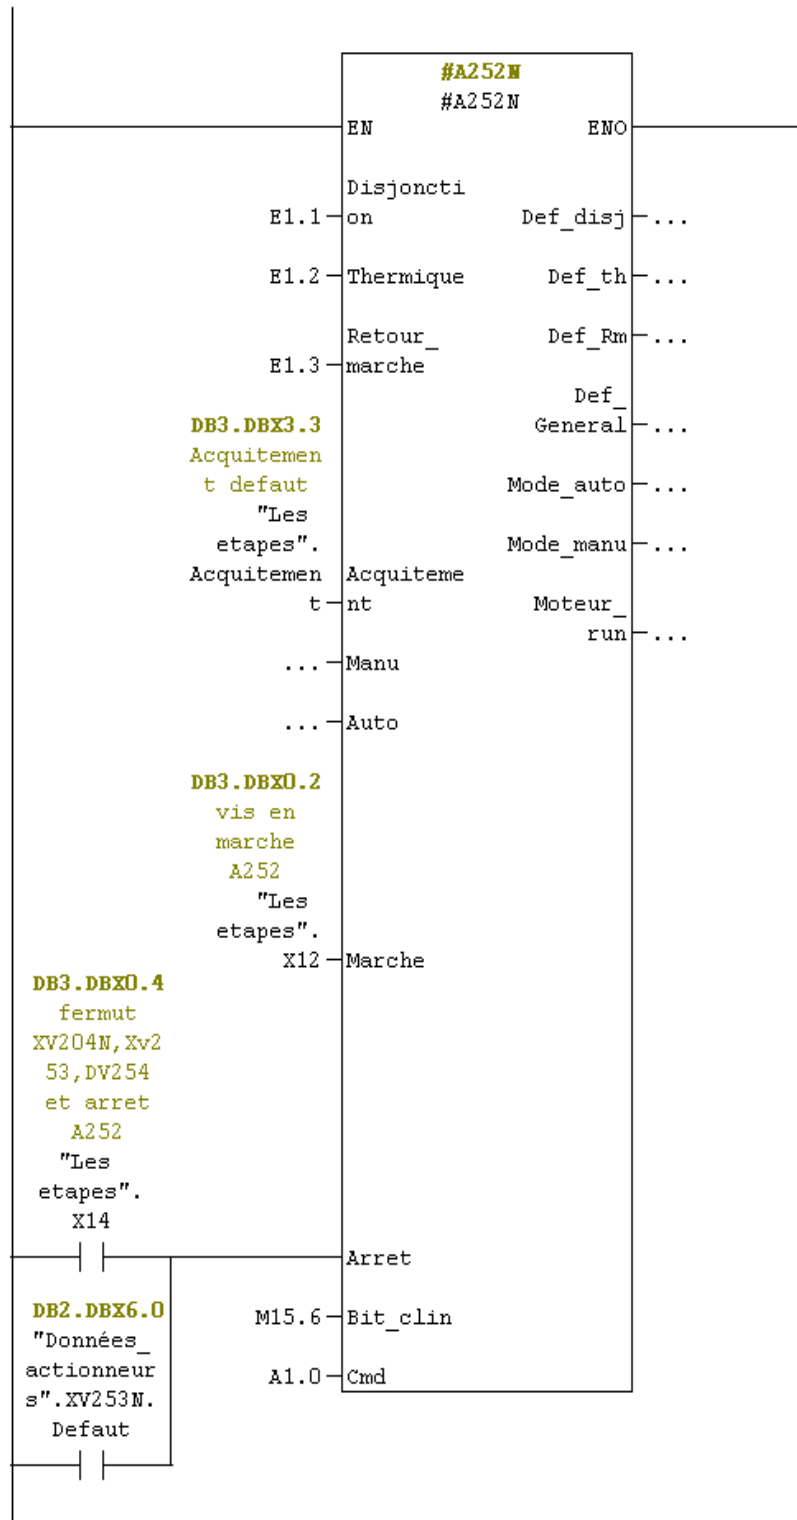 #A252N
#A252N
EN
ENO
Disjoncti
E1.1
on
Def_disj
...
E1.2
Thermique
Def_th
...
Retour_
E1.3
marche
Def_Rm
...
Def_
General
...
DB3.DBX3.3
Acquitemen
t defaut
"Les
etapes".
Acquitemen
t
Acquiteme
nt
Mode_auto
...
Mode_manu
...
Moteur_
run
...
...
Manu
...
Auto
DB3.DBX0.2
vis en
marche
A252
"Les
etapes".
X12
Marche
DB3.DBX0.4
fermut
XV204N,Xv2
53,DV254
et arret
A252
"Les
etapes".
X14
Arret
DB2.DBX6.0
"Données_
actionneur
s".XV253N.
Defaut
M15.6
Bit_clin
A1.0
Cmd